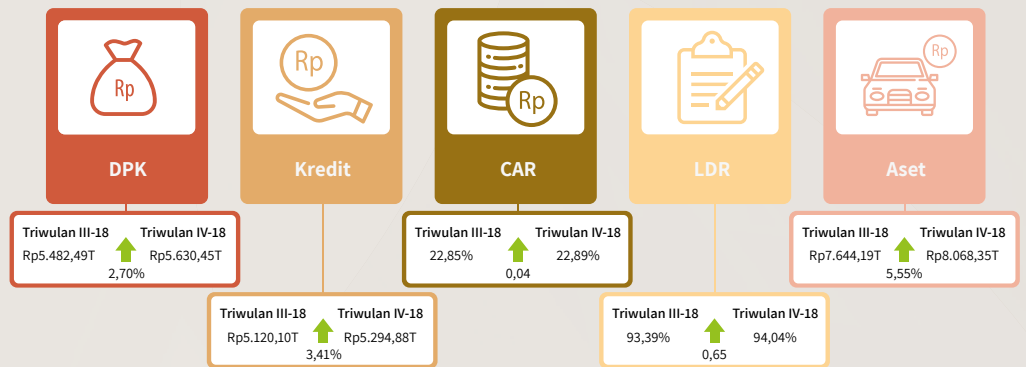 Rp
Rp
Rp
Rp
DPK
Kredit
CAR
LDR
Aset
Triwulan III-18 Triwulan IV-18
Rp5.482,49T Rp5.630,45T
2,70%
Triwulan III-18 Triwulan IV-18
Rp5.120,10T Rp5.294,88T
3,41%
Triwulan III-18 Triwulan IV-18
22,85% 22,89%
0,04
Triwulan III-18 Triwulan IV-18
93,39% 94,04%
0,65
Triwulan III-18 Triwulan IV-18
Rp7.644,19T Rp8.068,35T
5,55%